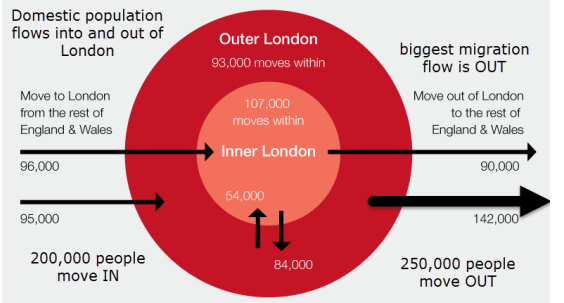 Domestic population
flows into and out of
London
Outer London
93,000 moves within
biggest migration
flow is OUT
Move to London
from the rest of
England & Wales
107,000
moves within
Move out of London
to the rest of
England & Wales
Inner London
96,000
90,000
54,000
95,000
142,000
84,000
200,000 people
move IN
250,000 people
move OUT